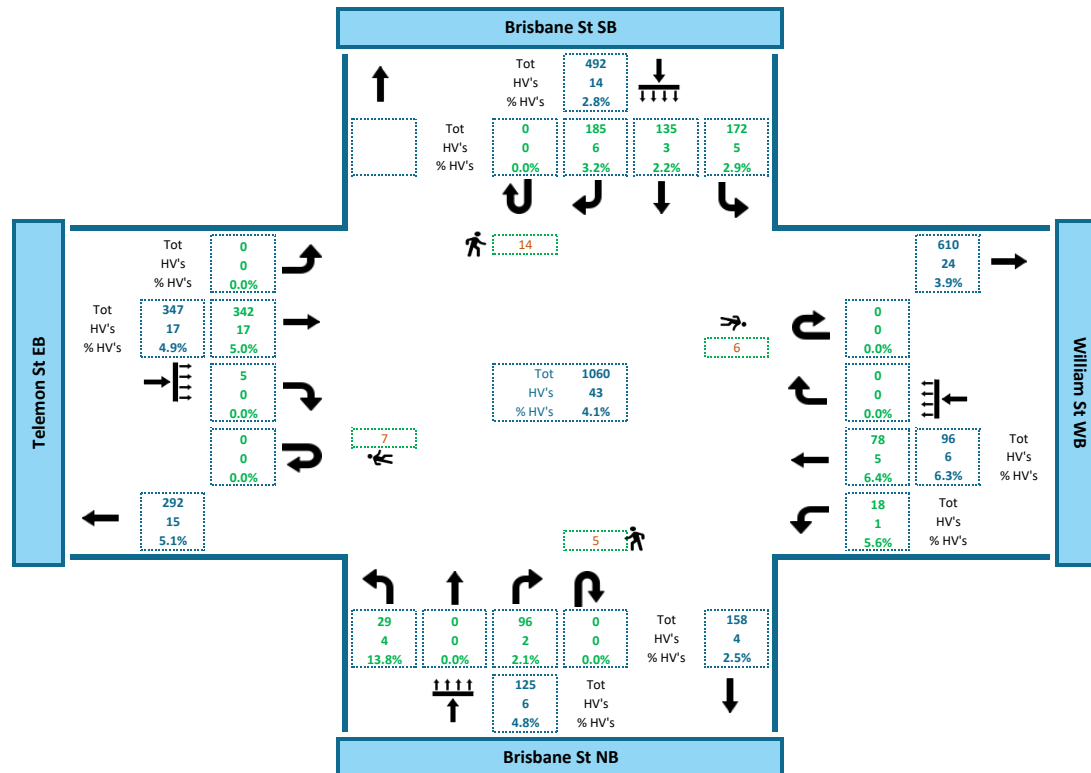 Brisbane St SB
Tot 492
HV's 14
% HV's 2.8%
Tot 0 185 135 172
HV's 0 6 3 5
% HV's 0.0% 3.2% 2.2% 2.9%
14
Telemon St EB
Tot 0
HV's 0
% HV's 0.0%
Tot 347 342
HV's 17 17
% HV's 4.9% 5.0%
5
0
0.0%
0
0
0.0%
292
15
5.1%
7
Tot 1060
HV's 43
% HV's 4.1%
6
610
24
3.9%
0
0
0.0%
0
0
0.0%
78 96 Tot
5 6 HV's
6.4% 6.3% % HV's
18 Tot
1 HV's
5.6% % HV's
William St WB
5
29 0 96 0 Tot 158
4 0 2 0 HV's 4
13.8% 0.0% 2.1% 0.0% % HV's 2.5%
125 Tot
6 HV's
4.8% % HV's
Brisbane St NB